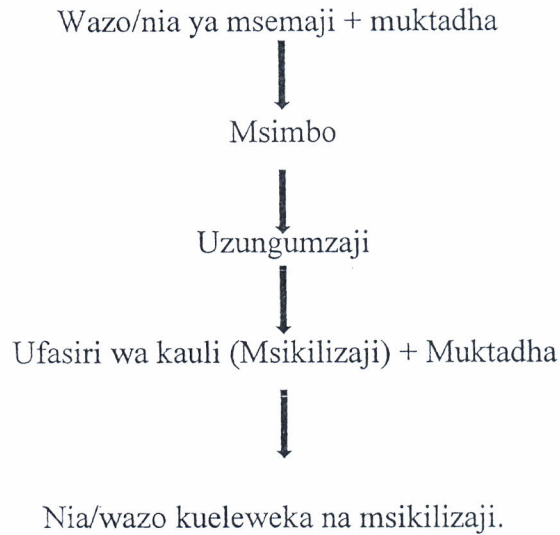 Wazo/nia ya msemaji + muktadha
Msimbo
Uzungumzaji
Ufasiri wa kauli (Msikilizaji) + Muktadha
Nia/wazo kueleweka na msikilizaji.